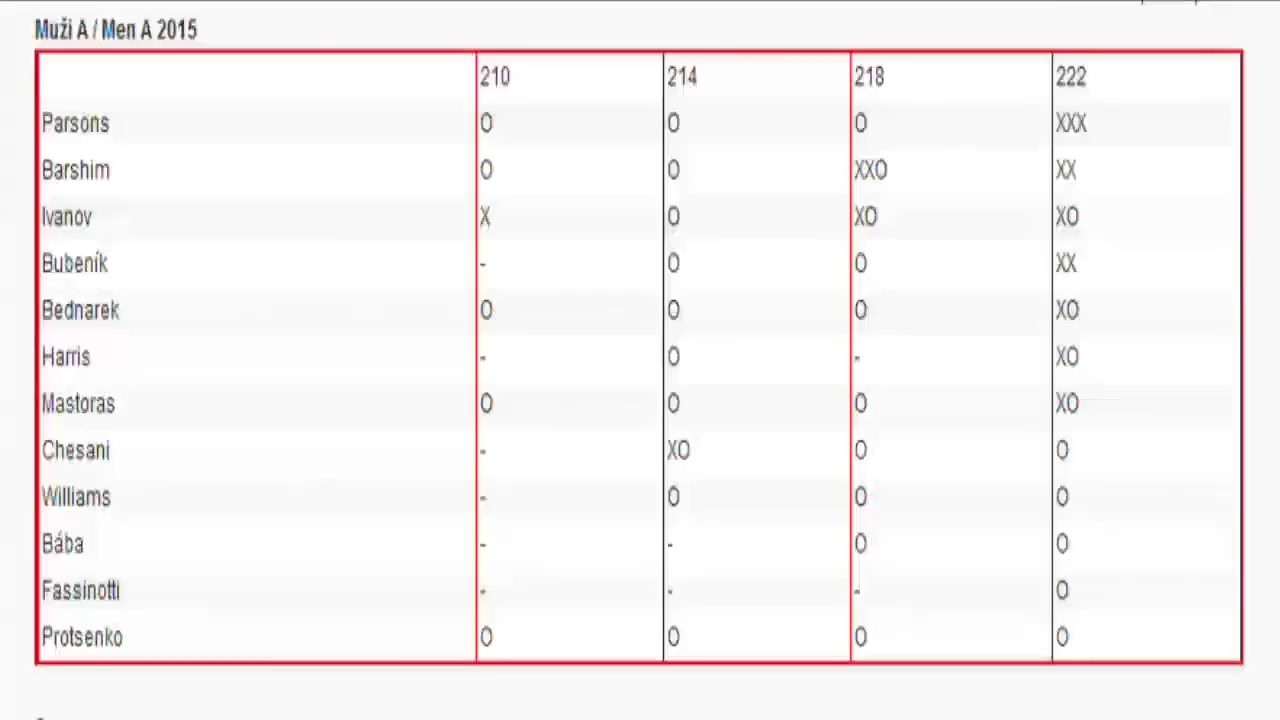 Muži A / Men A 2015
210 214 218 222
Parsons O O O XXX
Barshim O O XXO XX
Ivanov X O XO XO
Bubeník - O O XX
Bednarek O O O XO
Harris - O - XO
Mastoras O O O XO
Chesani - XO O O
Williams - O O O
Bába - - O O
Fassinotti - - - O
Protsenko O O O O